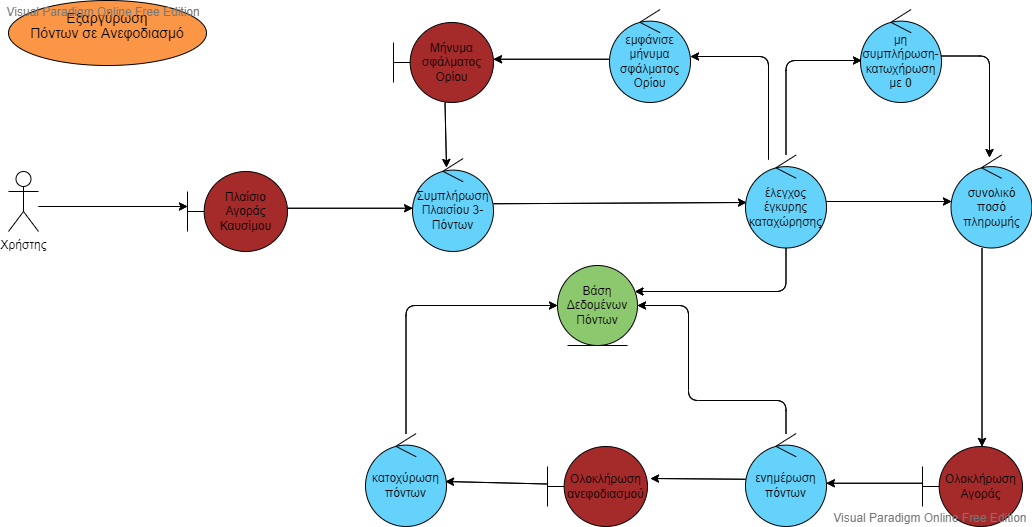 Visual Paradigm Online Free Edition
Εξαργύρωση
Πόντων σε Ανεφοδιασμό
Μήνυμα
σφάλματος
Ορίου
εμφάνισε
μήνυμα
σφάλματος
Ορίου
μη
συμπλήρωση-
κατωχήρωση
με 0
Χρήστης
Πλαίσιο
Αγοράς
Καυσίμου
Συμπλήρωση
Πλαισίου 3-
Πόντων
έλεγχος
έγκυρης
καταχώρησης
συνολικό
ποσό
πληρωμής
Βάση
Δεδομένων
Πόντων
κατοχύρωση
πόντων
Ολοκλήρωση
ανεφοδιασμού
ενημέρωση
πόντων
Ολοκλήρωση
Αγοράς
Visual Paradigm Online Free Edition